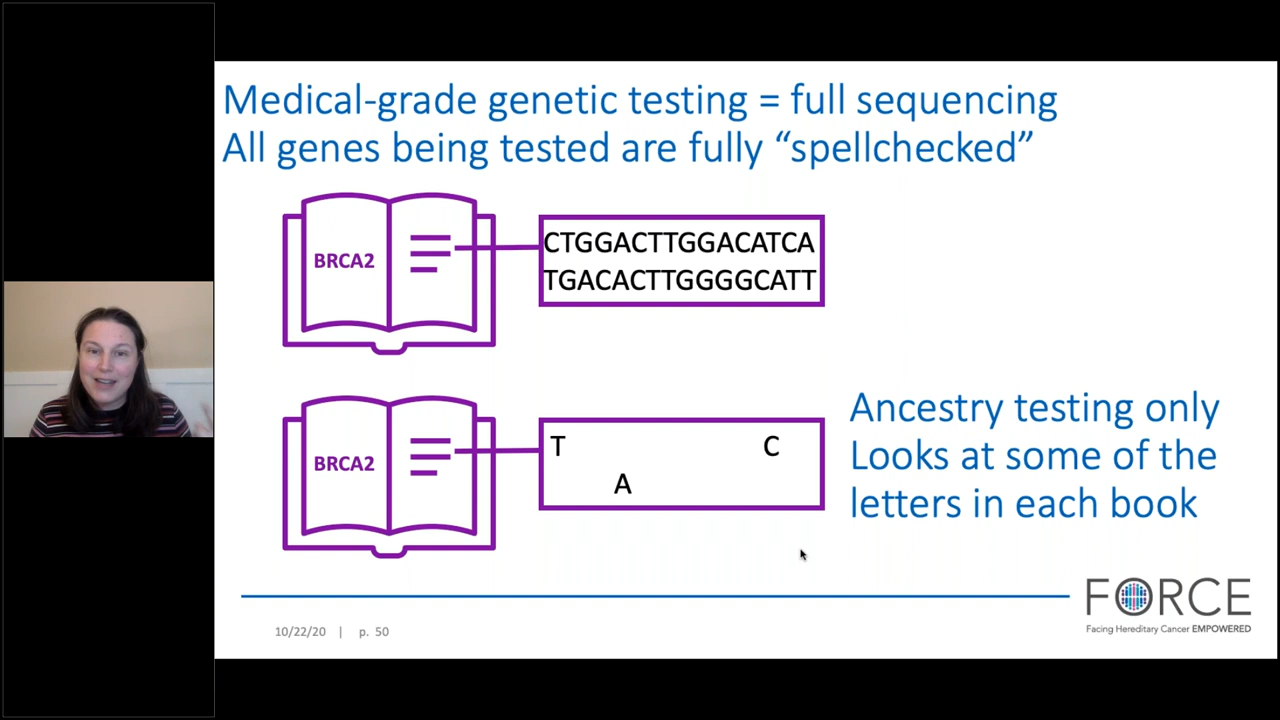 Medical-grade genetic testing = full sequencing
All genes being tested are fully “spellchecked”
BRCA2
CTGGACTTGGACATCA
TGACACTTGGGGCATT
BRCA2
T C
A
Ancestry testing only
Looks at some of the
letters in each book
10/22/20 | p. 50
FORCE
Facing Hereditary Cancer EMPOWERED